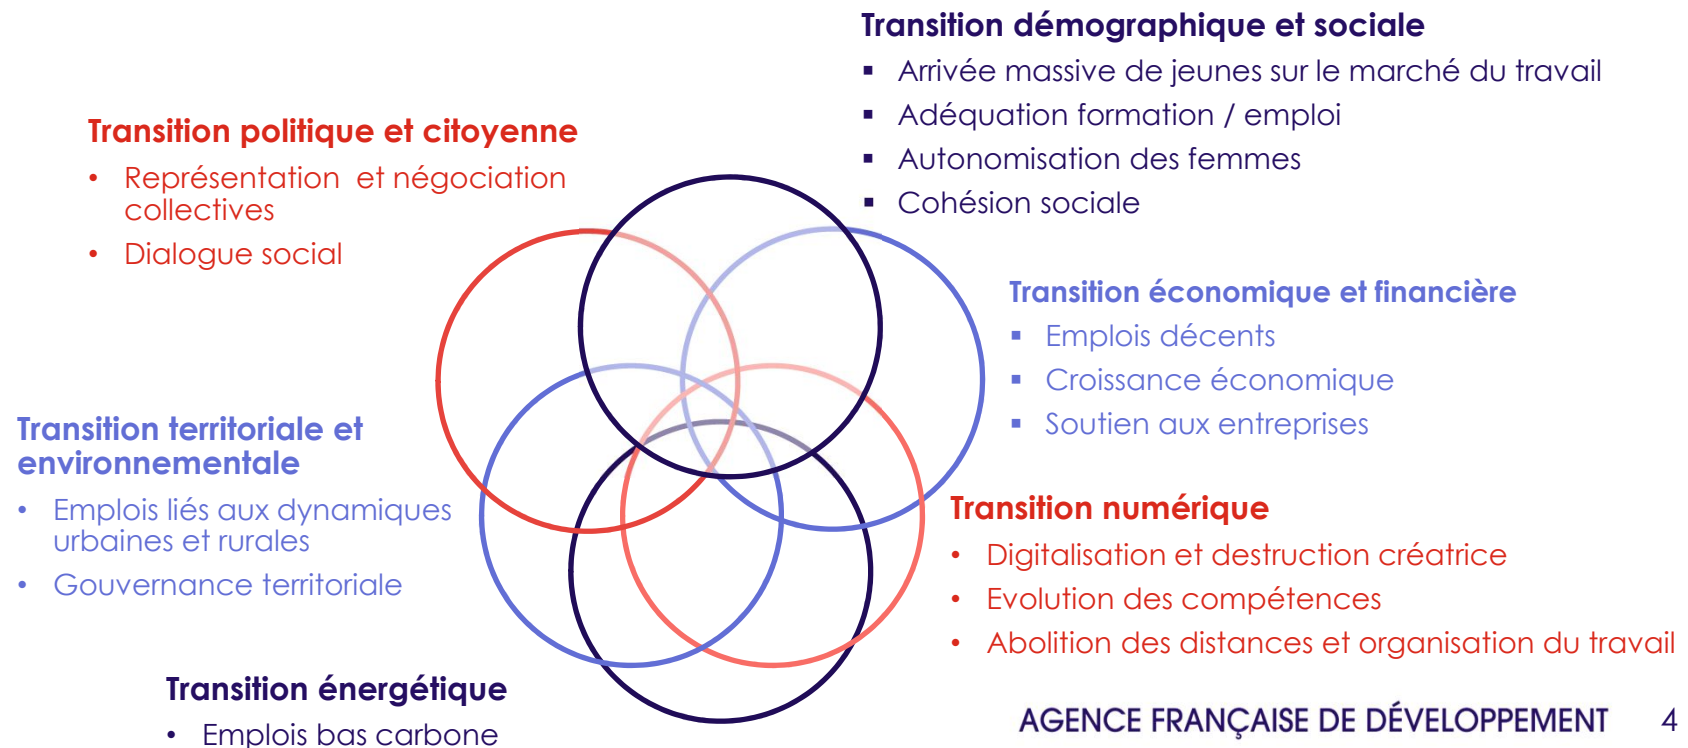 Transition démographique et sociale
▪ Arrivée massive de jeunes sur le marché du travail
▪ Adéquation formation / emploi
▪ Autonomisation des femmes
▪ Cohésion sociale
Transition politique et citoyenne
• Représentation et négociation
collectives
• Dialogue social
Transition économique et financière
▪ Emplois décents
▪ Croissance économique
▪ Soutien aux entreprises
Transition territoriale et
environnementale
• Emplois liés aux dynamiques
urbaines et rurales
• Gouvernance territoriale
Transition numérique
• Digitalisation et destruction créatrice
• Evolution des compétences
• Abolition des distances et organisation du travail
Transition énergétique
• Emplois bas carbone
AGENCE FRANÇAISE DE DÉVELOPPEMENT 4